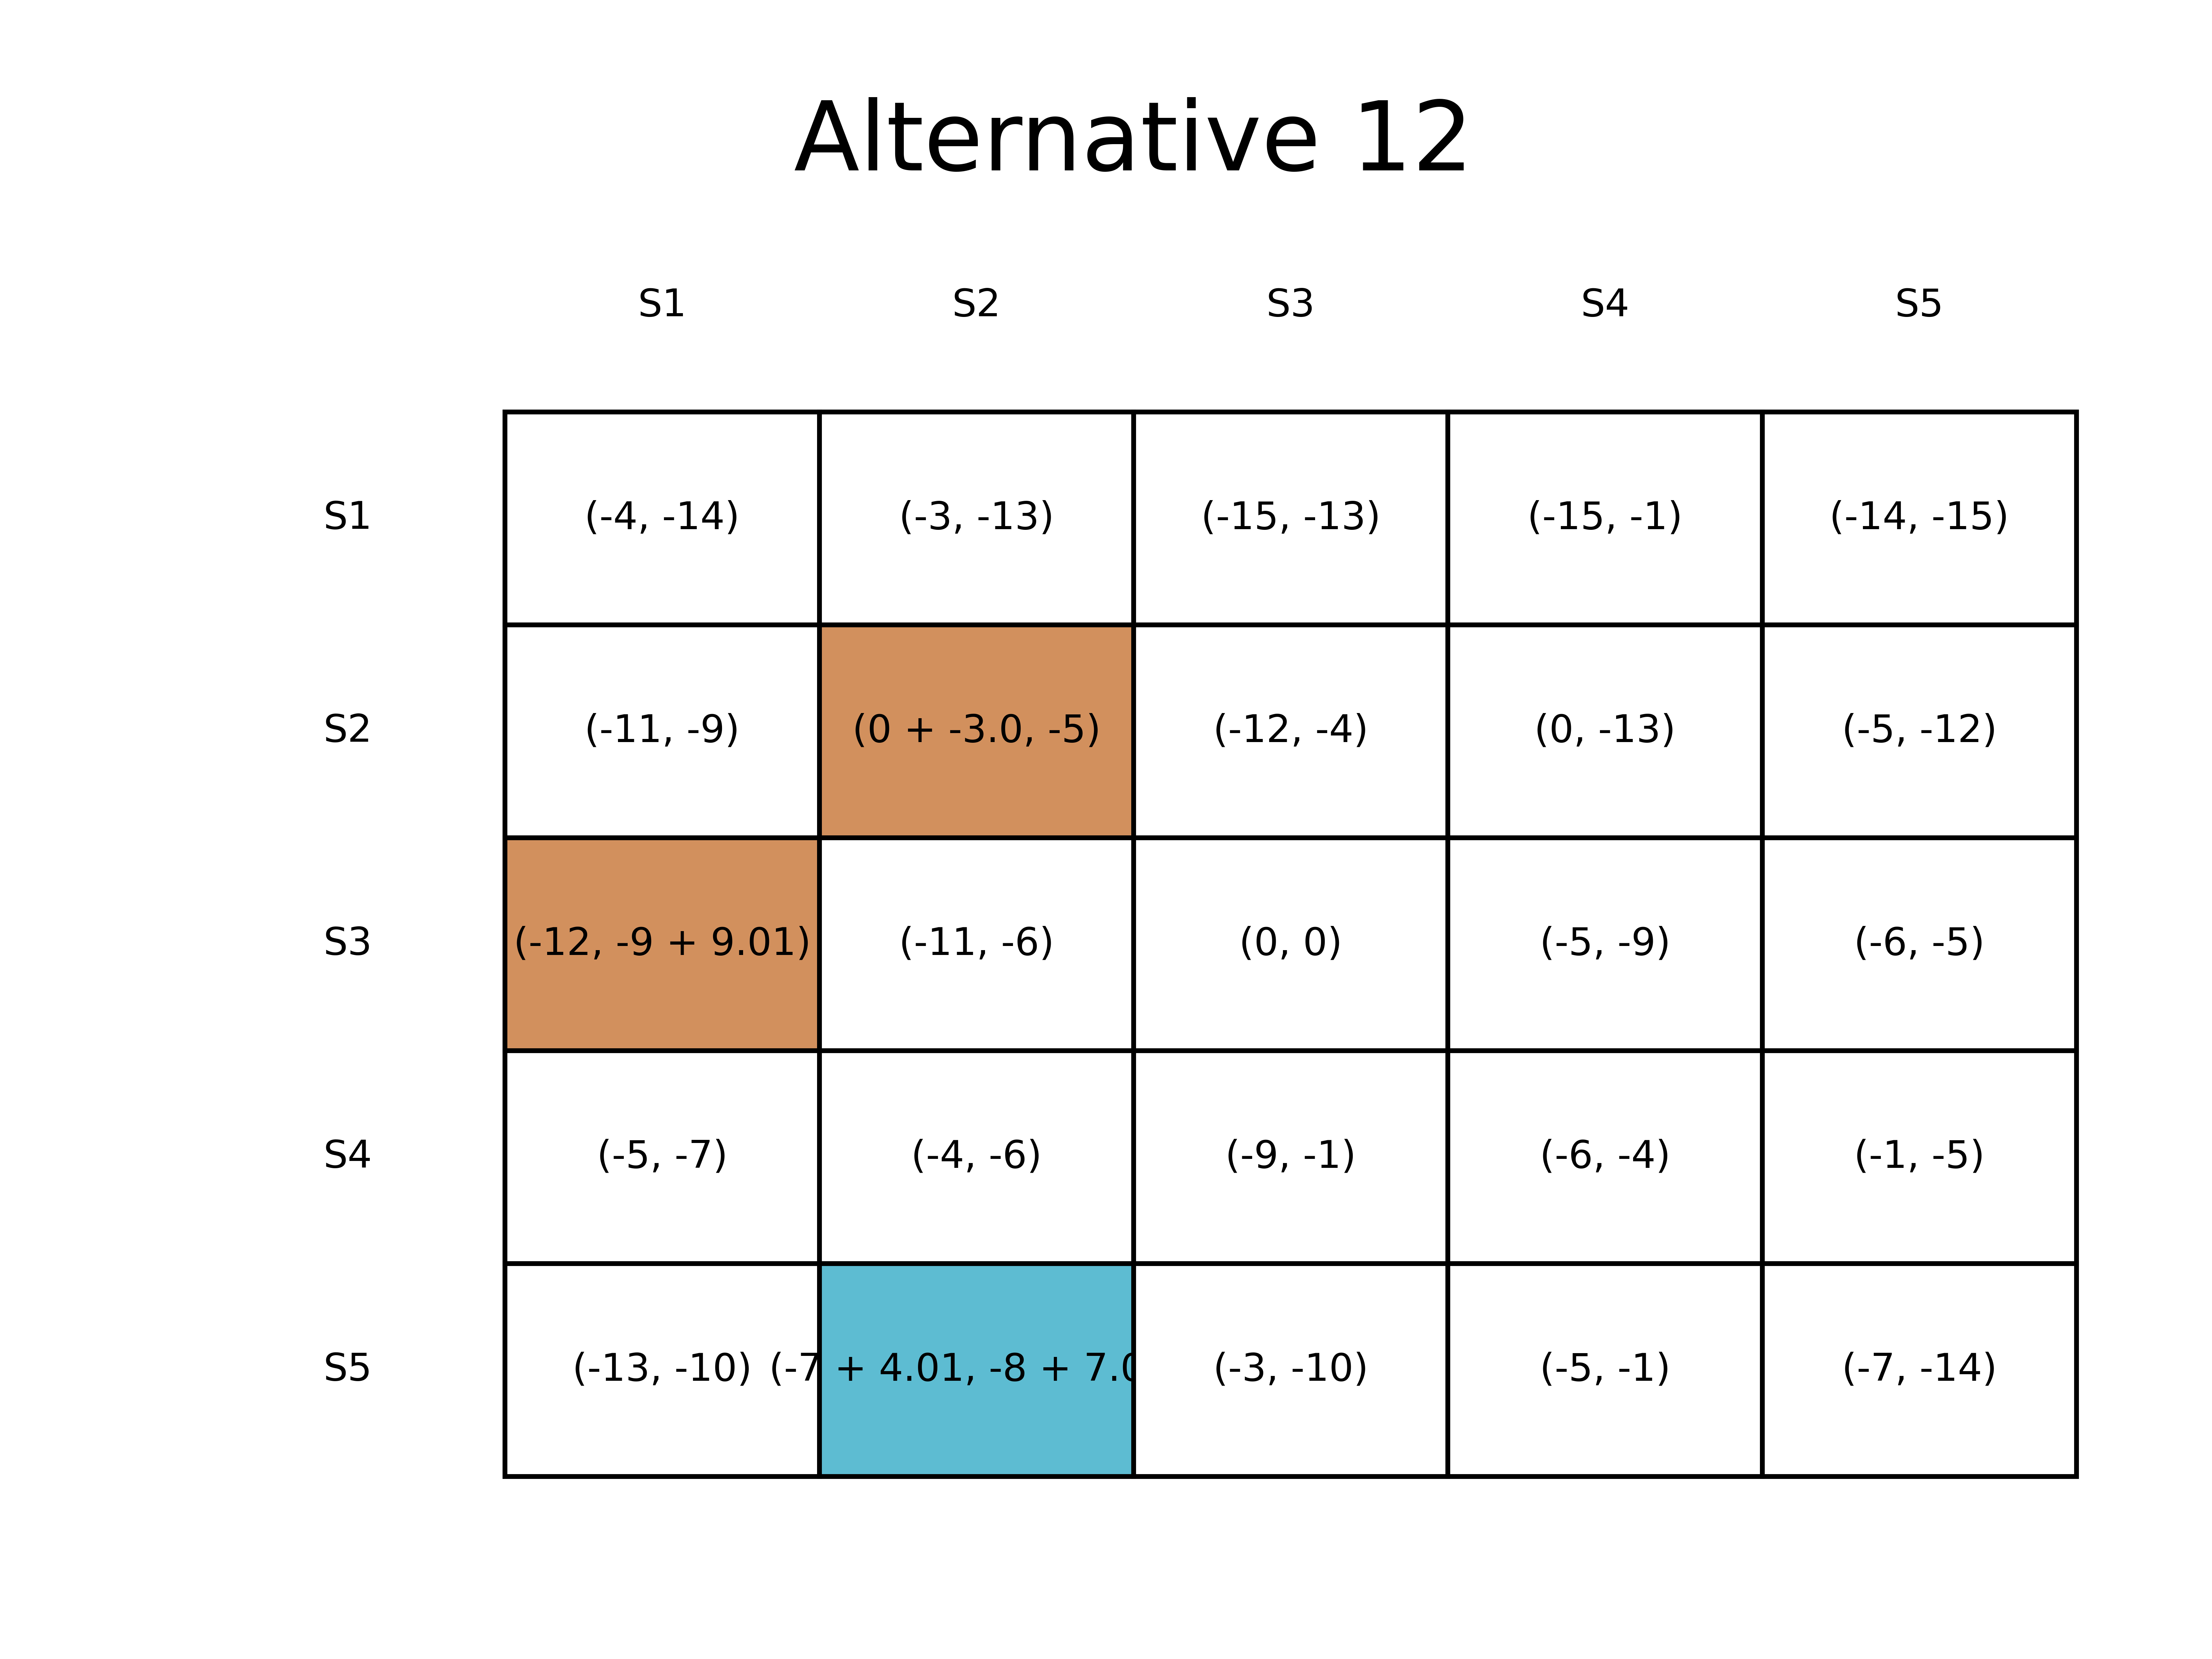 Alternative 12
S1 S2 S3 S4 S5
S1 (-4, -14) (-3, -13) (-15, -13) (-15, -1) (-14, -15)
S2 (-11, -9) (0 + -3.0, -5) (-12, -4) (0, -13) (-5, -12)
S3 (-12, -9 + 9.01) (-11, -6) (0, 0) (-5, -9) (-6, -5)
S4 (-5, -7) (-4, -6) (-9, -1) (-6, -4) (-1, -5)
S5 (-13, -10) (-7 + 4.01, -8 + 7. (-3, -10) (-5, -1) (-7, -14)